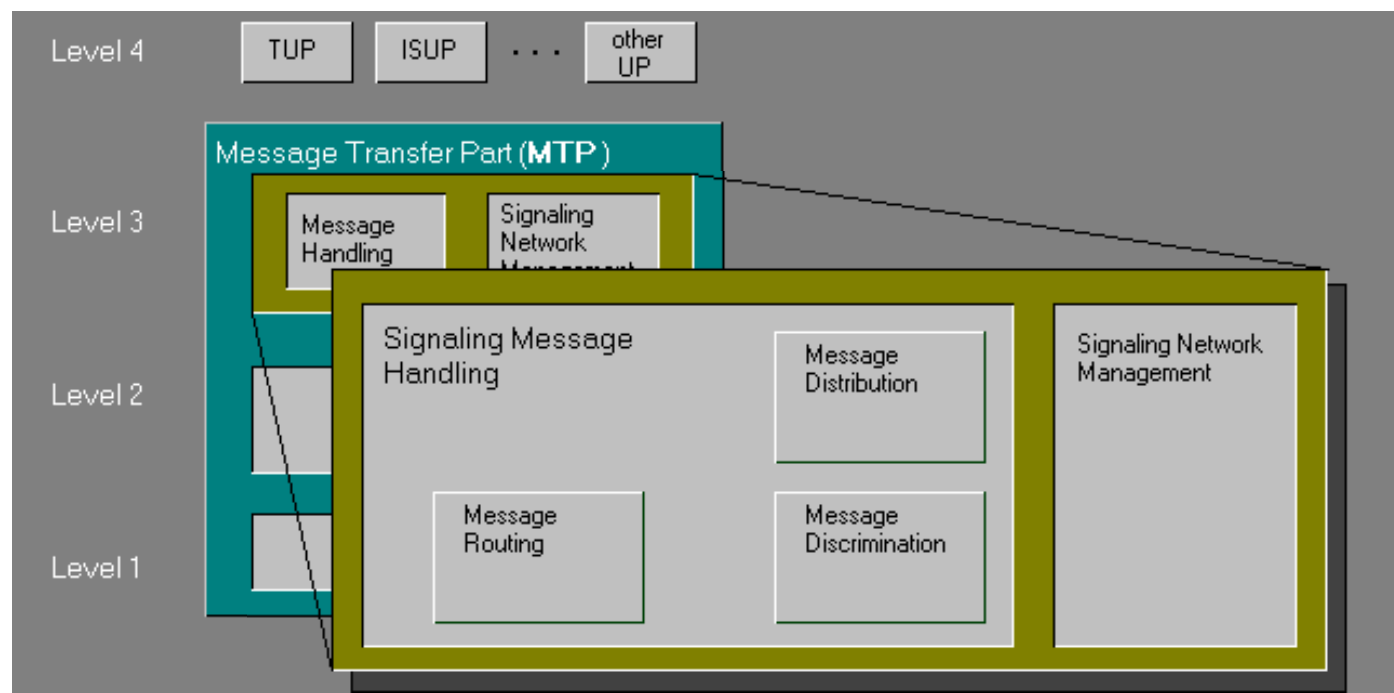 Level 4
TUP
ISUP
. . .
other
UP
Message Transfer Part (MTP)
Level 3
Message
Handling
Signaling
Network
Management
Signaling Message
Handling
Message
Distribution
Signaling Network
Management
Level 2
Message
Routing
Message
Discrimination
Level 1